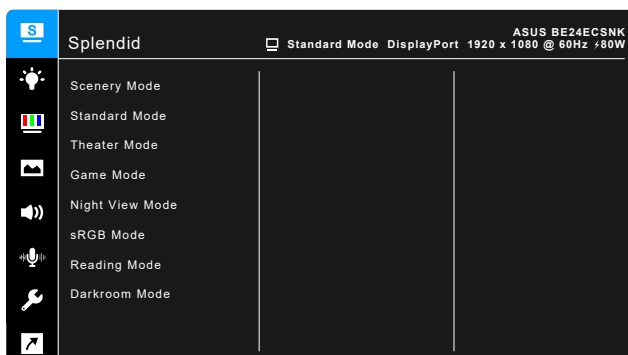 S
ASUS BE24ECSNK
Splendid
Standard Mode DisplayPort 1920 x 1080 @ 60Hz ⚡80W
Scenery Mode
Standard Mode
Theater Mode
Game Mode
Night View Mode
sRGB Mode
Reading Mode
Darkroom Mode